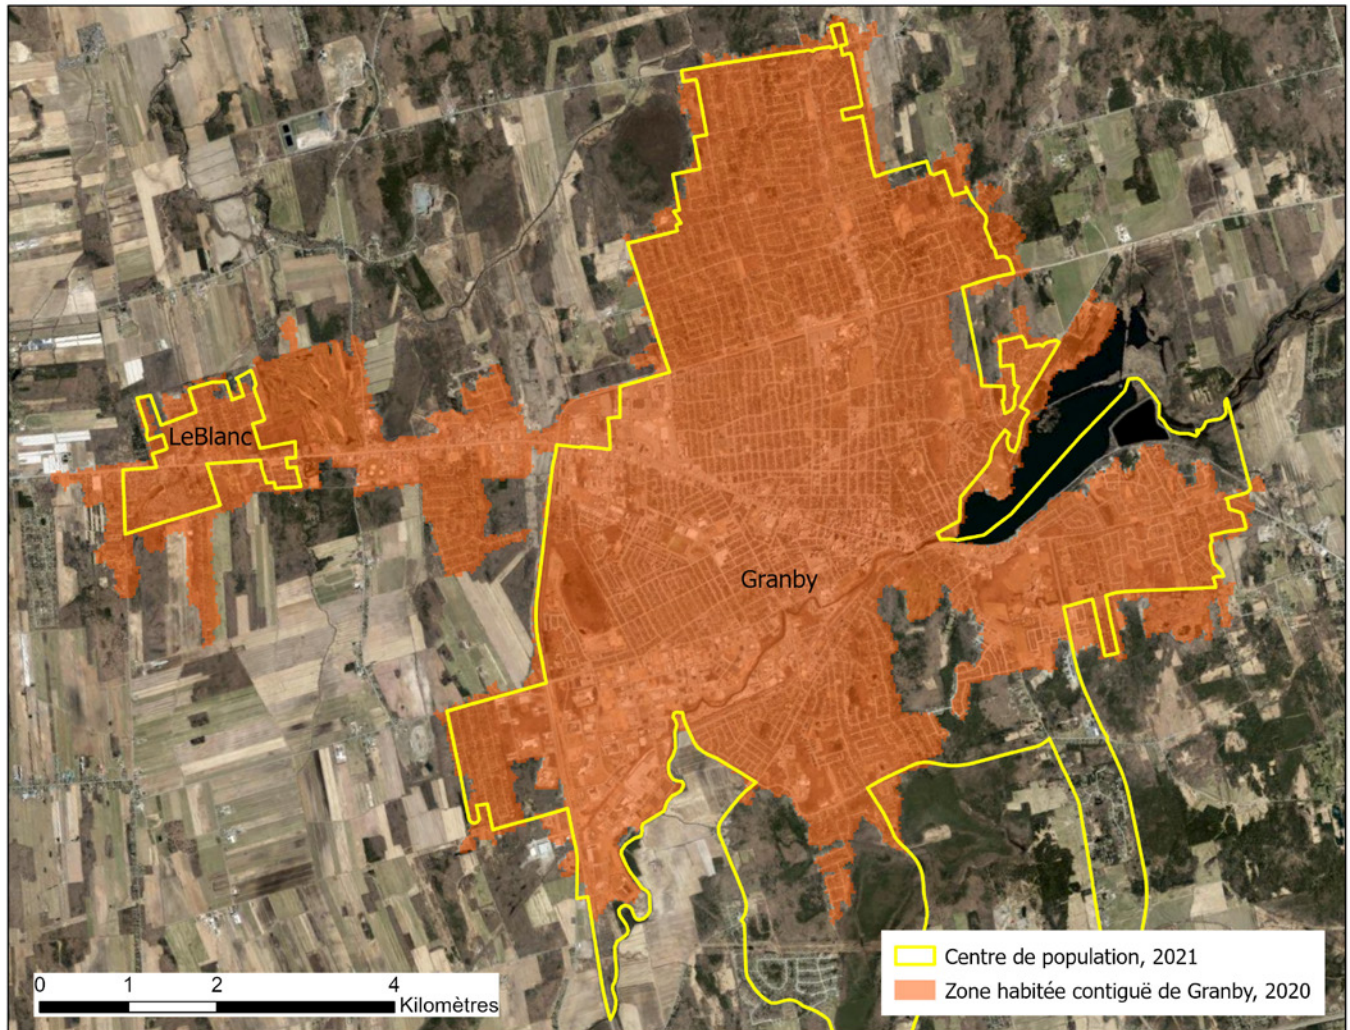 LeBlanc
Granby
0 1 2 4
Kilomètres
Centre de population, 2021
Zone habitée contiguë de Granby, 2020